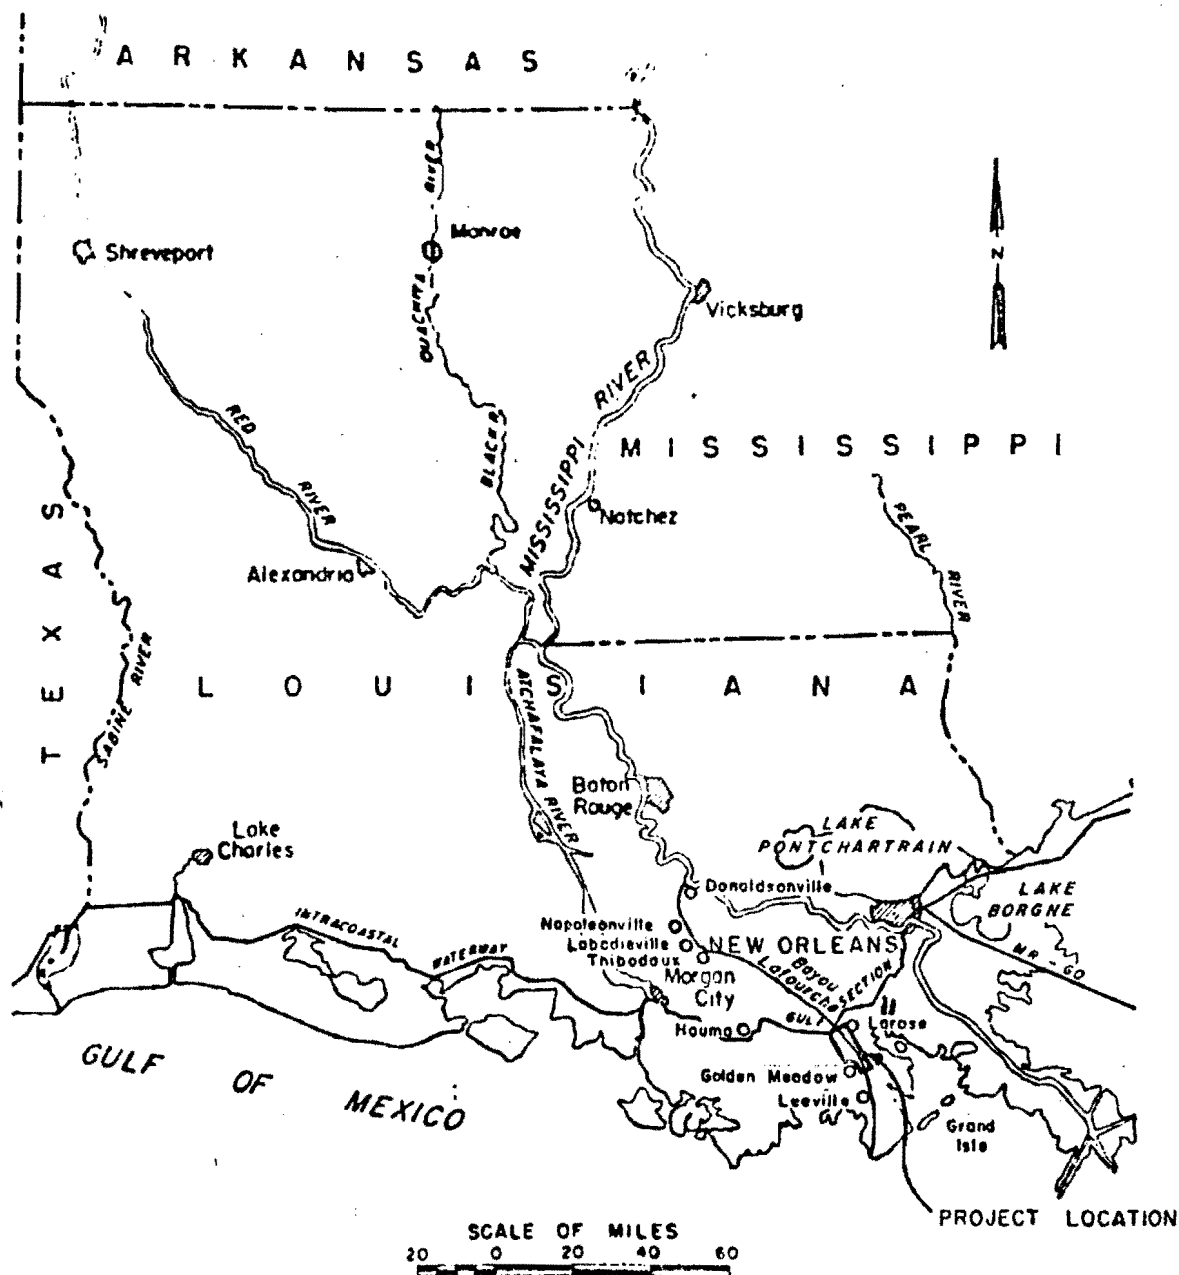 ARKANSAS
RIVER
Monroe
Shreveport
N
OUACHITA
Vicksburg
RIVER
MISSISSIPPI
RED
BLACK R.
MISSISSIPPI
RIVER
Natchez
PEARL
TEXAS
Alexandria
RIVER
SABINE RIVER
LOUISIANA
ATCHAFALAYA RIVER
Baton
Rouge
Lake
Charles
LAKE
PONTCHARTRAIN
Donaldsonville
LAKE
BORGNE
INTRACOASTAL
WATERWAY
Napoleonville
Labadieville
Thibodaux
NEW ORLEANS
MR-GO
Morgan
City
Bayou
Lafourche
SECTION
Houma
GULF
Larose
GULF OF MEXICO
Golden Meadow
Leeville
Grand
Isle
PROJECT LOCATION
SCALE OF MILES
20 0 20 40 60